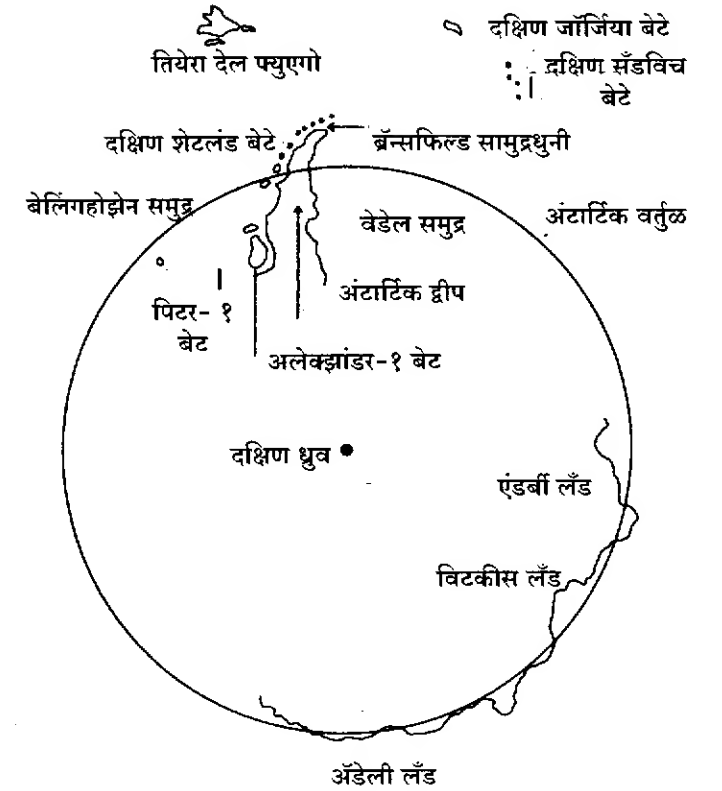 तियेरा देल फ्युएगो
दक्षिण जॉर्जिया बेटे
दक्षिण सँडविच
बेटे
दक्षिण शेटलंड बेटे
ब्रॅन्सफिल्ड सामुद्रधुनी
बेलिंगहोझेन समुद्र
वेडेल समुद्र
अंटार्टिक वर्तुळ
अंटार्टिक द्वीप
पिटर- १
बेट
अलेक्झांडर-१ बेट
दक्षिण ध्रुव
एंडर्बी लँड
विटकीस लँड
ॲडेली लँड